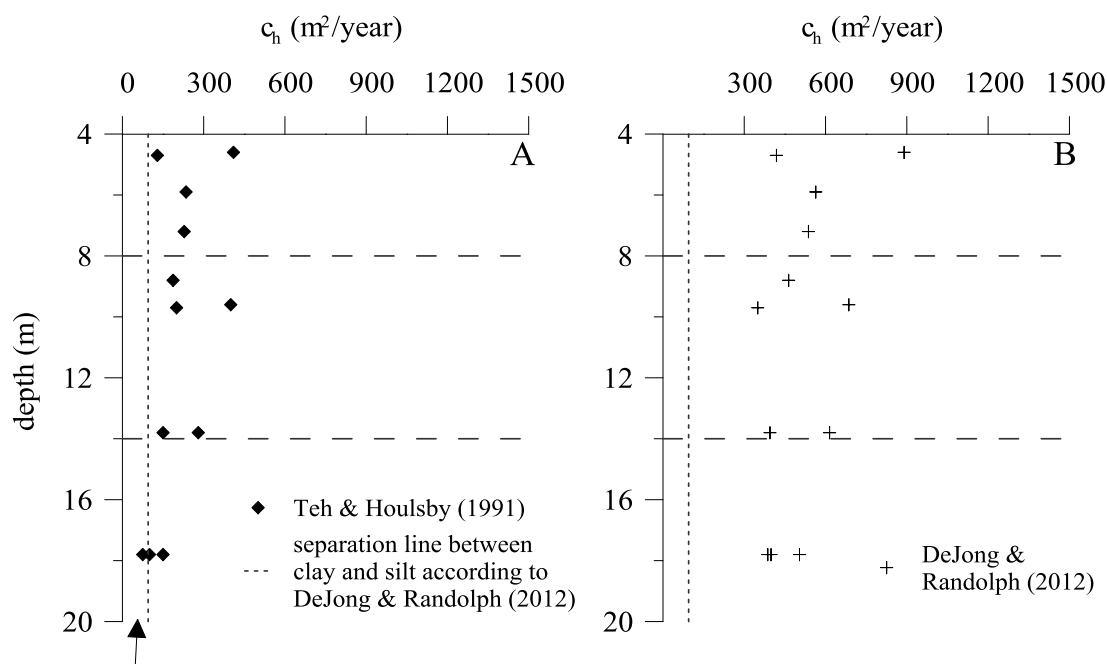 c_h (m²/year)
0 300 600 900 1200 1500
4
8
12
16
20
depth (m)
A
Teh & Houlsby (1991)
separation line between
clay and silt according to
DeJong & Randolph (2012)
c_h (m²/year)
300 600 900 1200 1500
4
8
12
16
20
B
DeJong &
Randolph (2012)